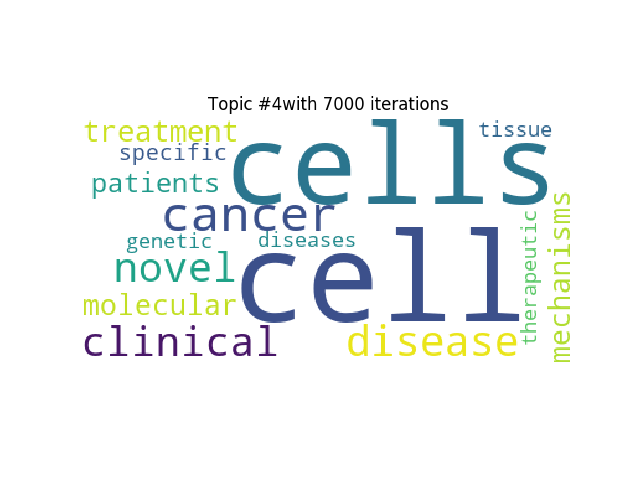 Topic #4with 7000 iterations
treatment
cells
tissue
specific
patients
cancer
genetic
diseases
novel
cell
therapeutic
mechanisms
molecular
clinical
disease